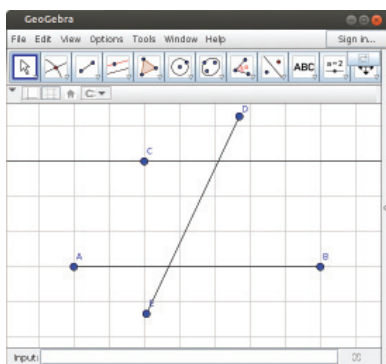 GeoGebra
File Edit View Options Tools Window Help Sign in...
ABC a=2
D
C
A B
E
Input: